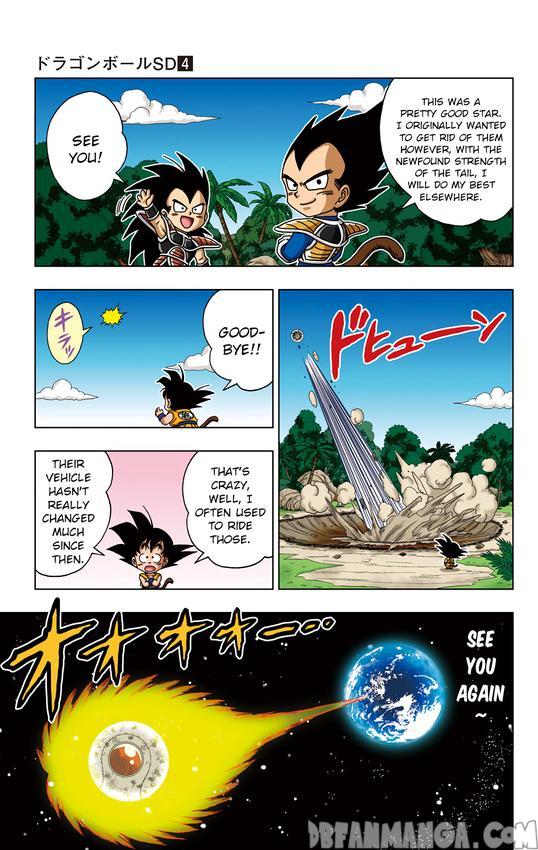 ドラゴンボールSD4
THIS WAS A
PRETTY GOOD STAR.
I ORIGINALLY WANTED
TO GET RID OF THEM
HOWEVER, WITH THE
NEWFOUND STRENGTH
OF THE TAIL, I
WILL DO MY BEST
ELSEWHERE.
SEE
YOU!
ドヒューーン
GOOD-
BYE!!
キラッ
THAT'S
CRAZY,
WELL, I
OFTEN USED
TO RIDE
THOSE.
THEIR
VEHICLE
HASN'T
REALLY
CHANGED
MUCH
SINCE
THEN.
SEE
YOU
AGAIN
~
オオオオー…
DBFANMANGA.COM